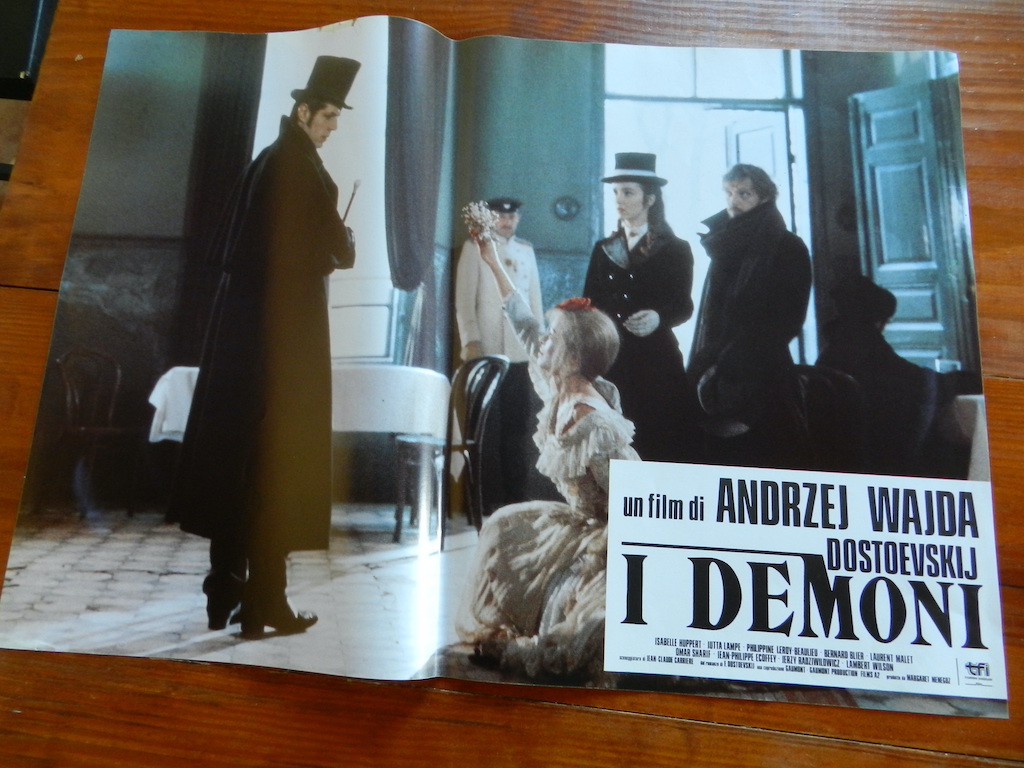 un film di ANDRZEJ WAJDA
DOSTOEVSKIJ
I DEMONI
ISABELLE HUPPERT · JUTTA LAMPE · PHILIPPINE LEROY-BEAULIEU · BERNARD BLIER · LAURENT MALET
OMAR SHARIF · JEAN-PHILIPPE ECOFFEY · JERZY RADZIWILOWICZ · LAMBERT WILSON
sceneggiatura di JEAN CLAUDE CARRIERE dal romanzo di F. DOSTOEVSKIJ una coproduzione GAUMONT · GAUMONT PRODUCTION FILMS A2 prodotto da MARGARET MENEGOZ
tfi